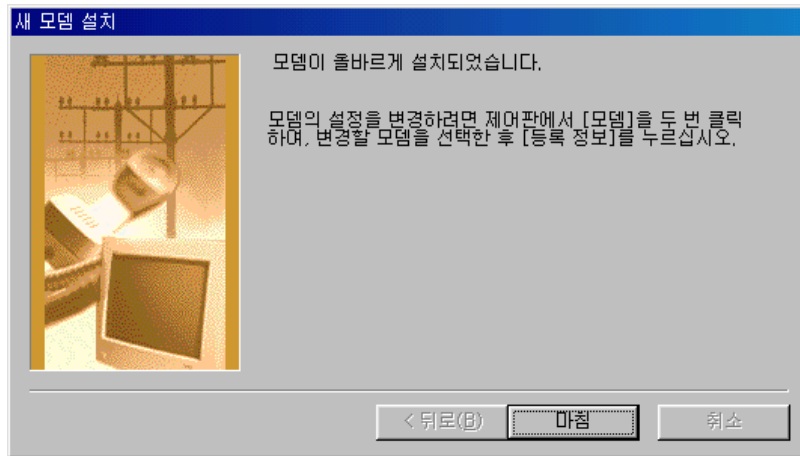 새 모뎀 설치
모뎀이 올바르게 설치되었습니다.
모뎀의 설정을 변경하려면 제어판에서 [모뎀]을 두 번 클릭
하며, 변경할 모뎀을 선택한 후 [등록 정보]를 누르십시오.
< 뒤로(B) 마침 취소